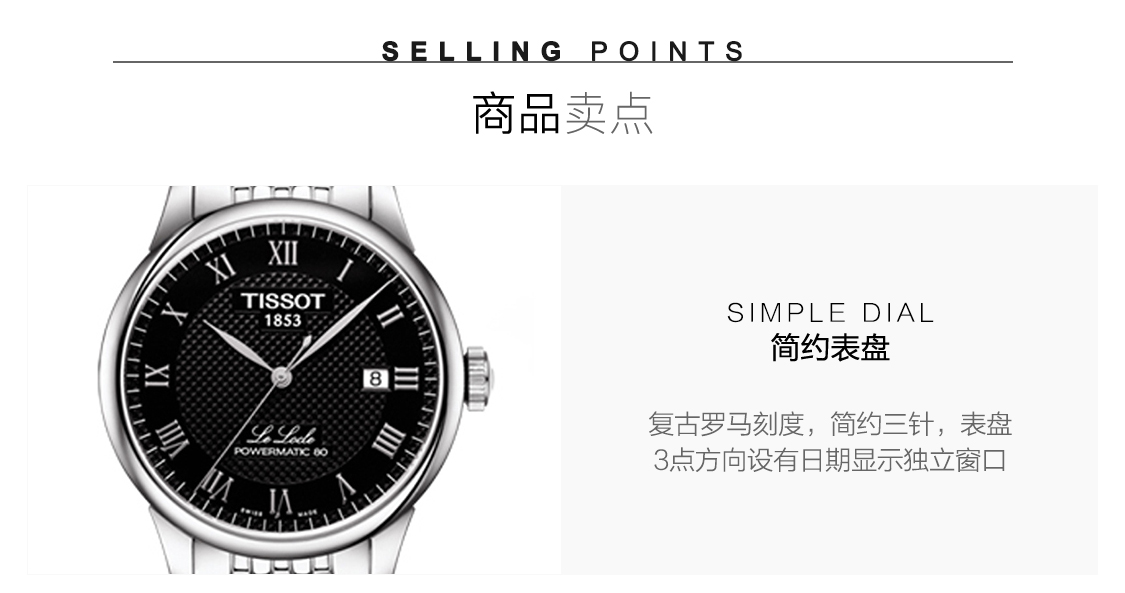 SELLING POINTS
商品卖点
XII
XI
I
X
TISSOT
II
1853
IX
8
III
VIII
Le Locle
IIII
POWERMATIC 80
VII
VI
V
SWISS MADE
SIMPLE DIAL
简约表盘
复古罗马刻度，简约三针，表盘
3点方向设有日期显示独立窗口